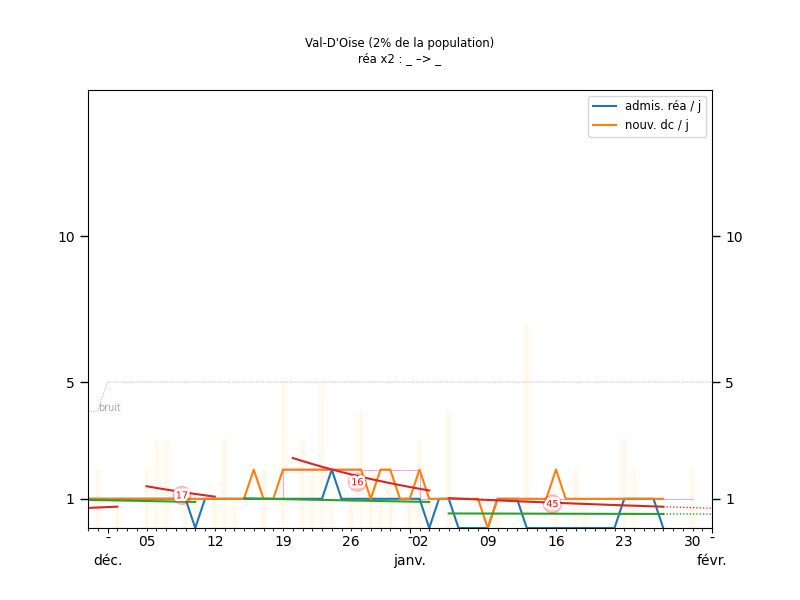 Val-D'Oise (2% de la population)
réa x2 : _ –> _
admis. réa / j
nouv. dc / j
10 10
5 5
bruit
17 16 45
1 1
- 05 12 19 26 -02 09 16 23 30 -
déc. janv. févr.